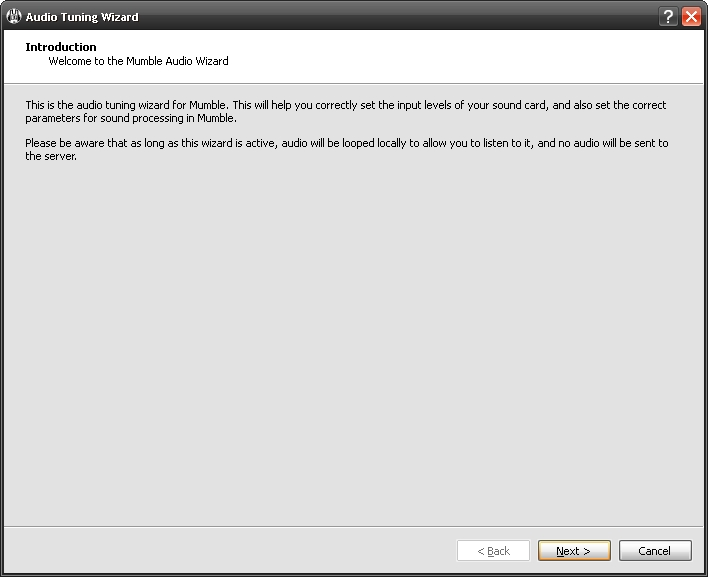 Audio Tuning Wizard
?
Introduction
Welcome to the Mumble Audio Wizard
This is the audio tuning wizard for Mumble. This will help you correctly set the input levels of your sound card, and also set the correct
parameters for sound processing in Mumble.
Please be aware that as long as this wizard is active, audio will be looped locally to allow you to listen to it, and no audio will be sent to
the server.
< Back
Next >
Cancel